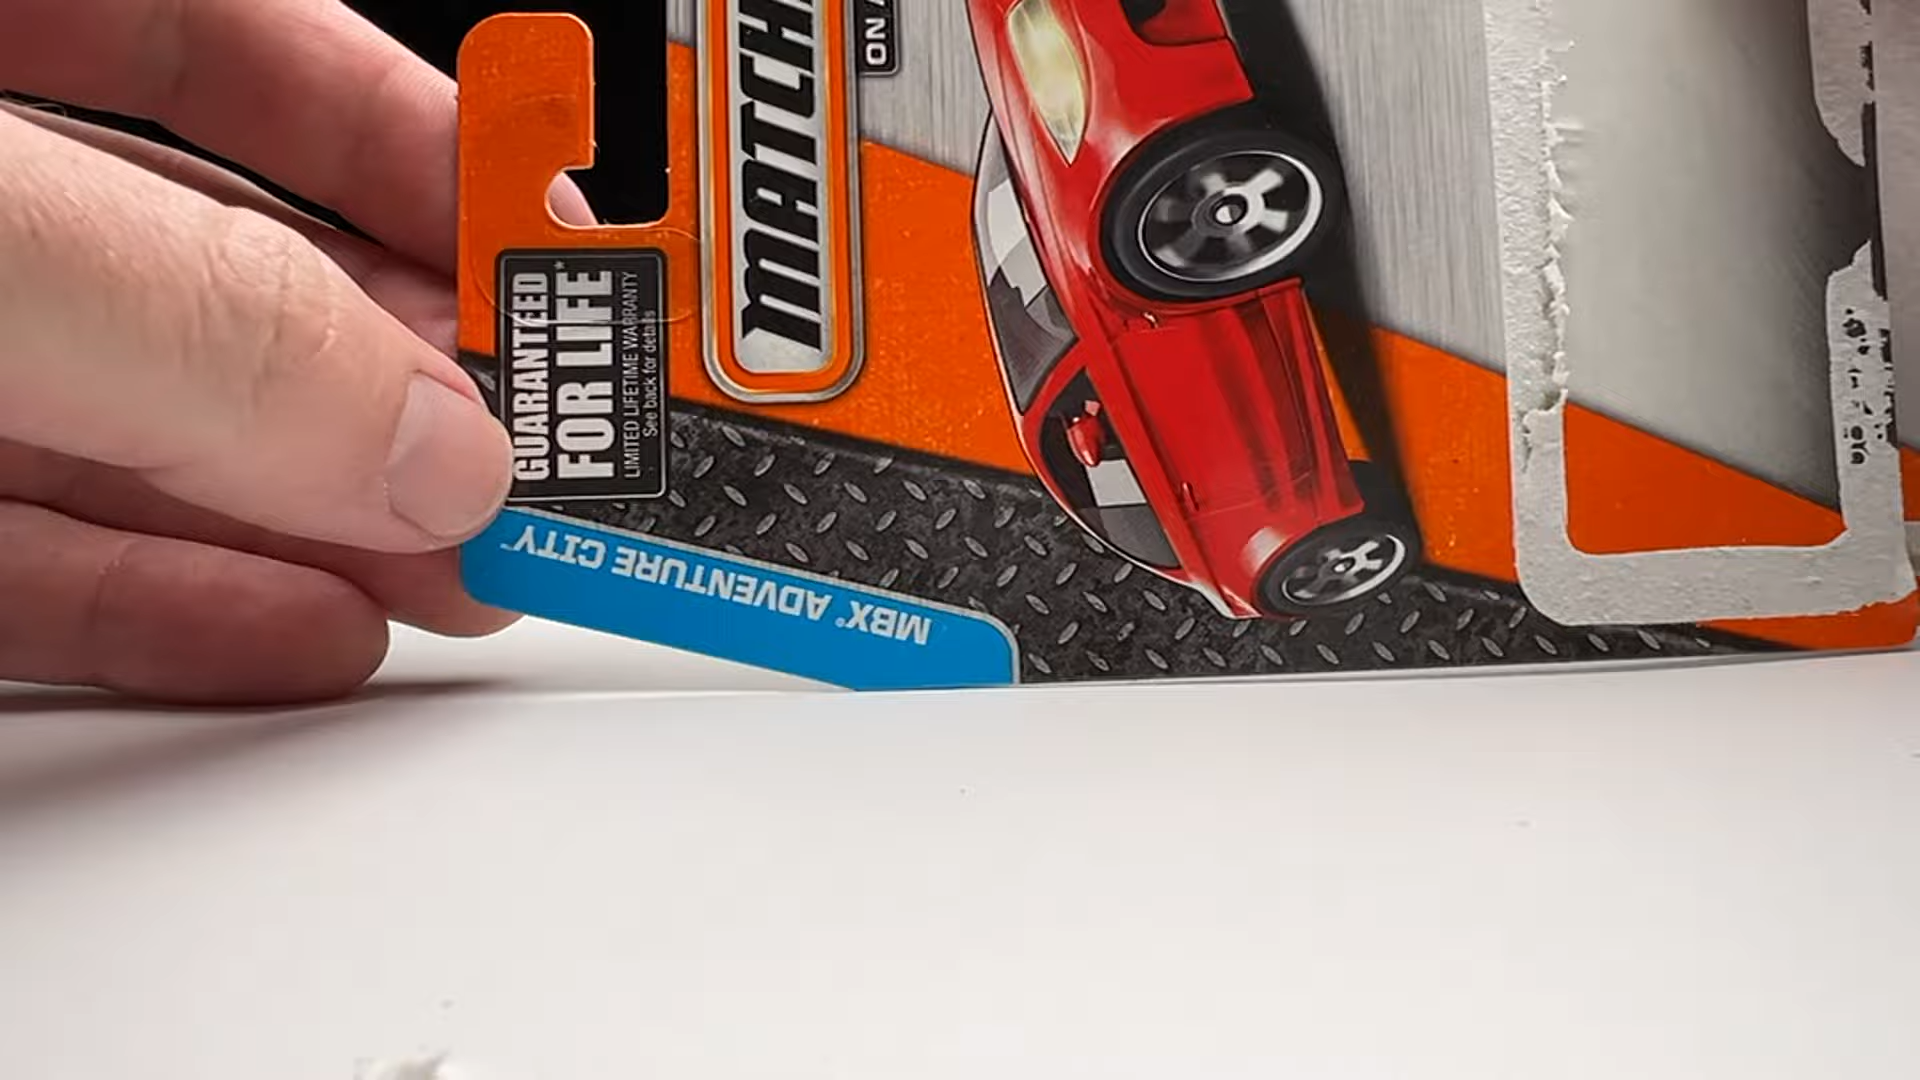 GUARANTEED
FOR LIFE*
LIMITED LIFETIME WARRANTY
See back for details
MATCH
ON A
MBX® ADVENTURE CITY™